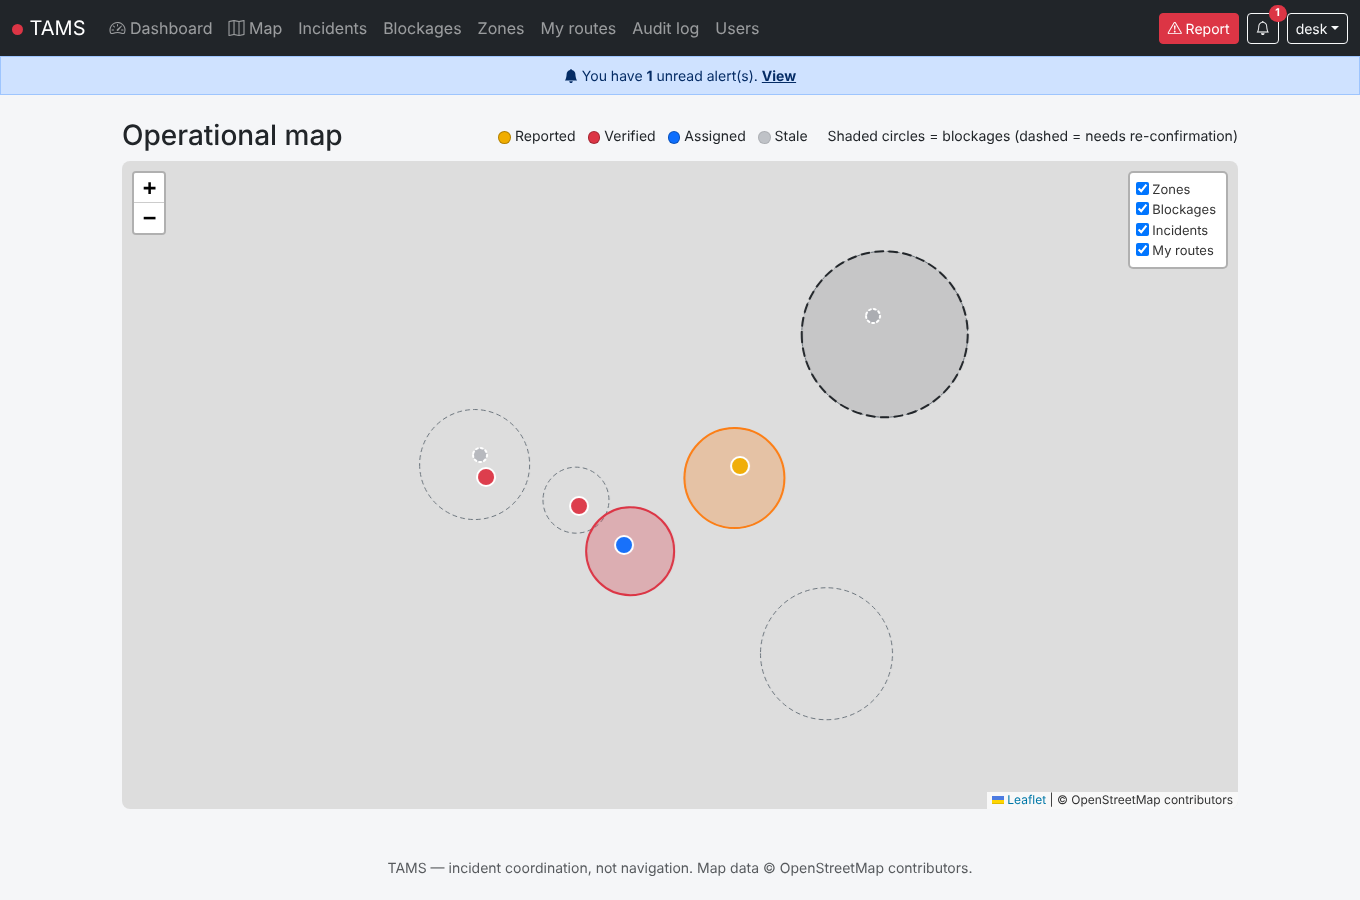 TAMS Dashboard Map Incidents Blockages Zones My routes Audit log Users Report 1 desk
You have 1 unread alert(s). View
Operational map
Reported Verified Assigned Stale Shaded circles = blockages (dashed = needs re-confirmation)
+
−
Zones
Blockages
Incidents
My routes
Leaflet | © OpenStreetMap contributors
TAMS — incident coordination, not navigation. Map data © OpenStreetMap contributors.